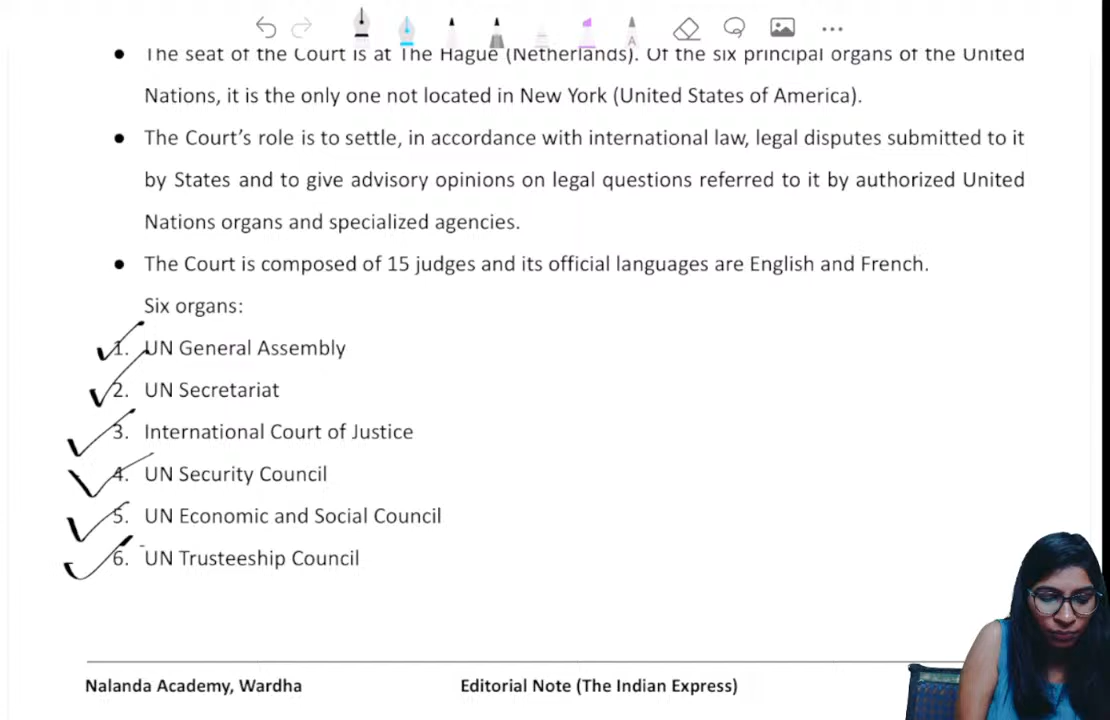 • The seat of the Court is at The Hague (Netherlands). Of the six principal organs of the United
Nations, it is the only one not located in New York (United States of America).
• The Court’s role is to settle, in accordance with international law, legal disputes submitted to it
by States and to give advisory opinions on legal questions referred to it by authorized United
Nations organs and specialized agencies.
• The Court is composed of 15 judges and its official languages are English and French.
Six organs:
1. UN General Assembly
2. UN Secretariat
3. International Court of Justice
4. UN Security Council
5. UN Economic and Social Council
6. UN Trusteeship Council
Nalanda Academy, Wardha Editorial Note (The Indian Express)